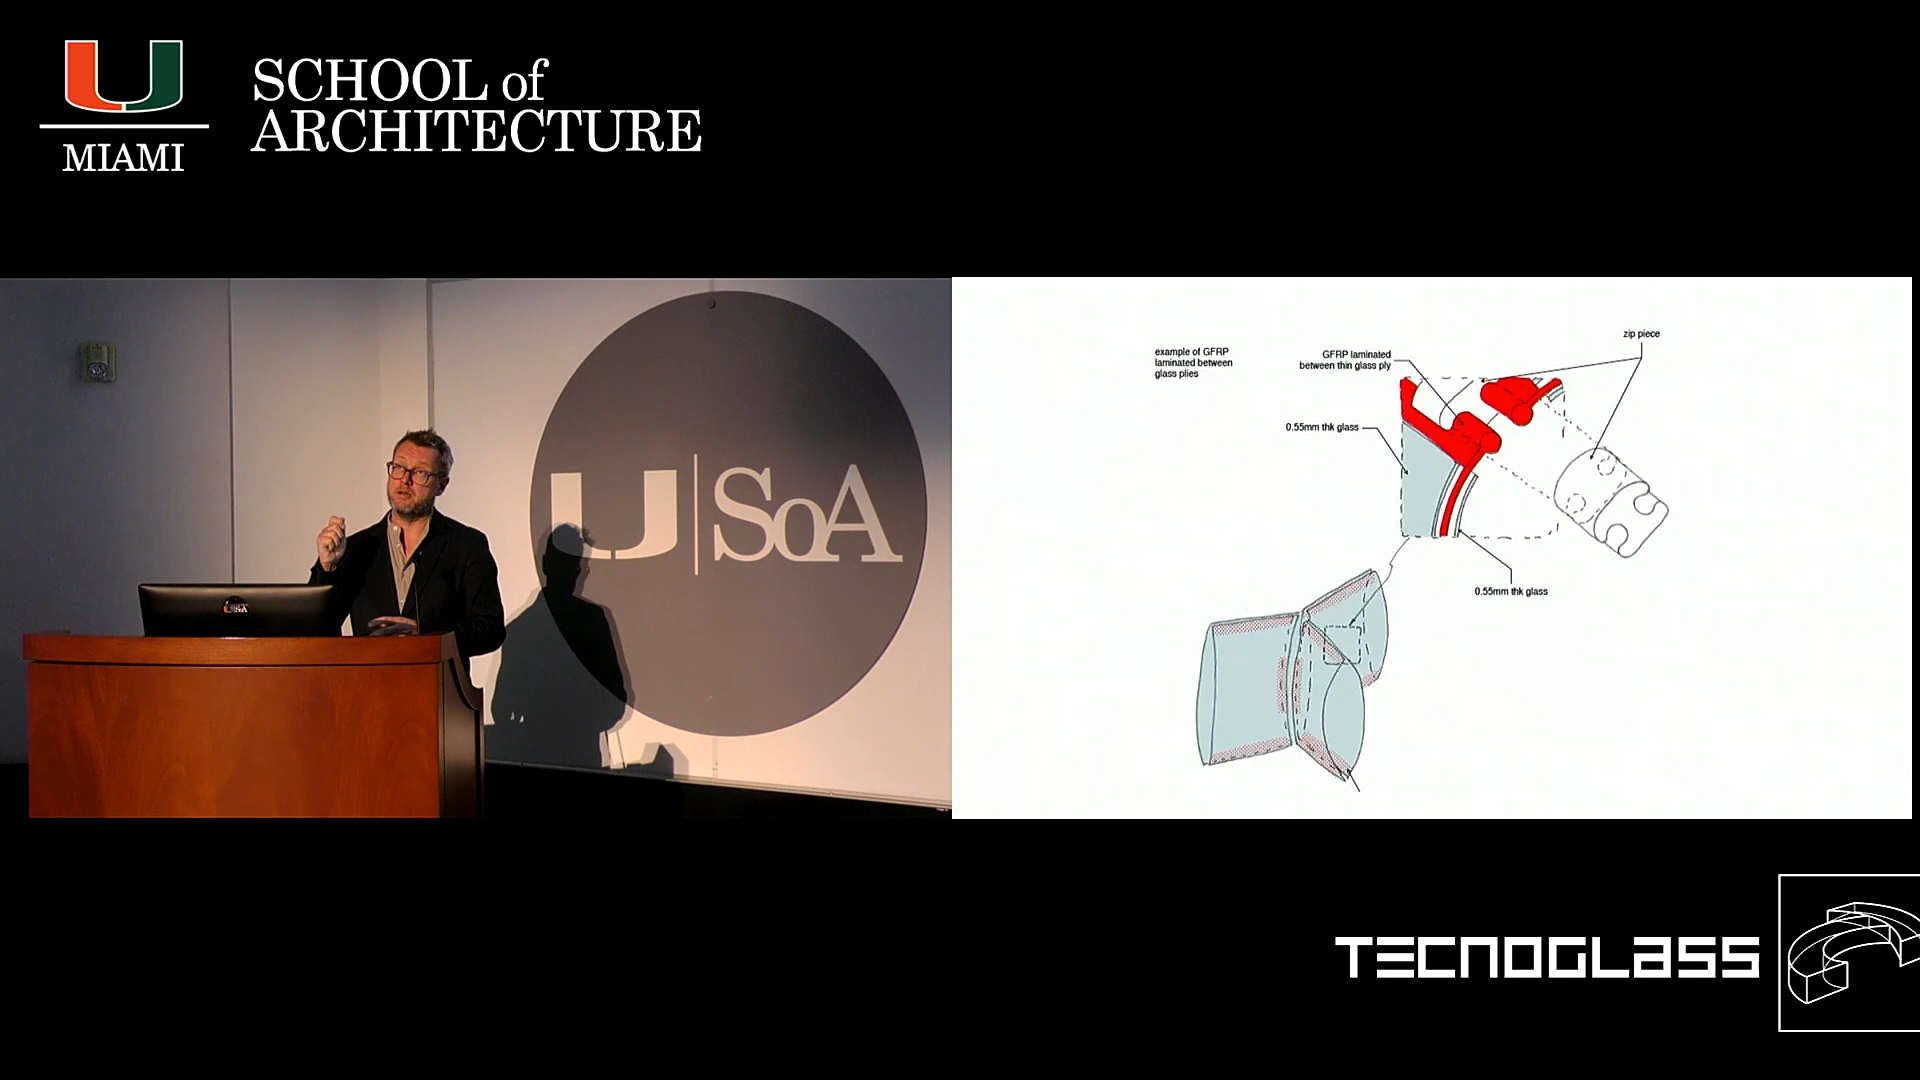 U
MIAMI
SCHOOL of
ARCHITECTURE
U SoA
zip piece
example of GFRP
laminated between
glass plies
GFRP laminated
between thin glass ply
0.55mm thk glass
0.55mm thk glass
TECNOGLASS